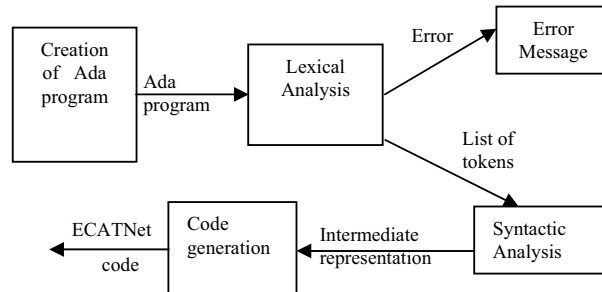 Creation
of Ada
program
Ada
program
Lexical
Analysis
Error
Error
Message
List of
tokens
Syntactic
Analysis
Intermediate
representation
Code
generation
ECATNet
code